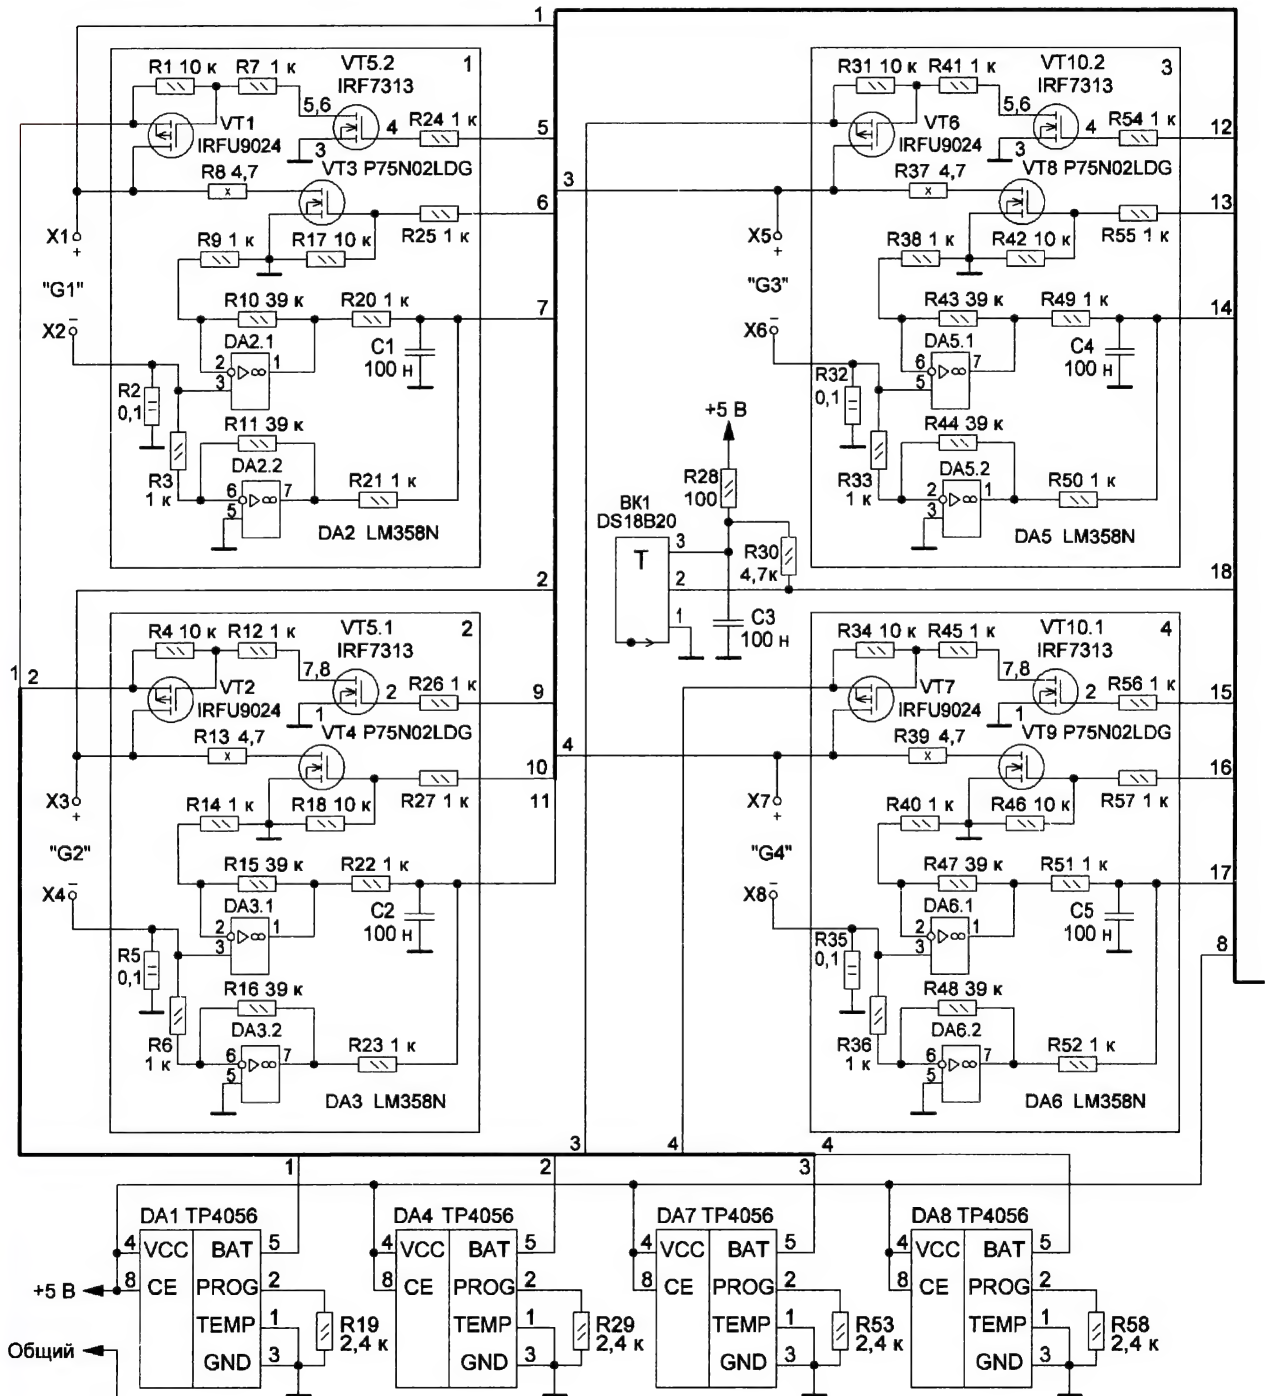 1
R1 10 к R7 1 к
VT5.2
IRF7313
1
5,6
VT1
IRFU9024
3
4
R24 1 к
5
VT3 P75N02LDG
R8 4,7
x
6
X1
+
R9 1 к
R17 10 к
R25 1 к
"G1"
X2
–
R10 39 к
R20 1 к
7
DA2.1
2
3
▷∞
1
C1
100 н
R2
0,1
R11 39 к
DA2.2
R3
1 к
6
5
▷∞
7
R21 1 к
DA2 LM358N
2
R4 10 к R12 1 к
VT5.1
IRF7313
2
7,8
VT2
IRFU9024
1
2
R26 1 к
9
1
2
VT4 P75N02LDG
R13 4,7
x
10
X3
+
R14 1 к
R18 10 к
R27 1 к
11
"G2"
X4
–
R15 39 к
R22 1 к
DA3.1
2
3
▷∞
1
C2
100 н
R5
0,1
R16 39 к
DA3.2
R6
1 к
6
5
▷∞
7
R23 1 к
DA3 LM358N
3
R31 10 к R41 1 к
VT10.2
IRF7313
3
5,6
VT6
IRFU9024
3
4
R54 1 к
12
VT8 P75N02LDG
R37 4,7
x
13
X5
+
R38 1 к
R42 10 к
R55 1 к
"G3"
X6
–
R43 39 к
R49 1 к
14
DA5.1
6
5
▷∞
7
C4
100 н
R32
0,1
R44 39 к
DA5.2
R33
1 к
2
3
▷∞
1
R50 1 к
DA5 LM358N
+5 В
R28
100
BK1
DS18B20
T
3
2
1
R30
4,7к
C3
100 н
18
R34 10 к R45 1 к
VT10.1
IRF7313
4
7,8
VT7
IRFU9024
1
2
R56 1 к
15
4
VT9 P75N02LDG
R39 4,7
x
16
X7
+
R40 1 к
R46 10 к
R57 1 к
"G4"
X8
–
R47 39 к
R51 1 к
17
DA6.1
2
3
▷∞
1
C5
100 н
8
R35
0,1
R48 39 к
DA6.2
R36
1 к
6
5
▷∞
7
R52 1 к
DA6 LM358N
3
4
4
1
2
3
DA1 TP4056
4
VCC
BAT
5
8
CE
PROG
2
TEMP
1
GND
3
R19
2,4 к
+5 В
Общий
DA4 TP4056
4
VCC
BAT
5
8
CE
PROG
2
TEMP
1
GND
3
R29
2,4 к
DA7 TP4056
4
VCC
BAT
5
8
CE
PROG
2
TEMP
1
GND
3
R53
2,4 к
DA8 TP4056
4
VCC
BAT
5
8
CE
PROG
2
TEMP
1
GND
3
R58
2,4 к